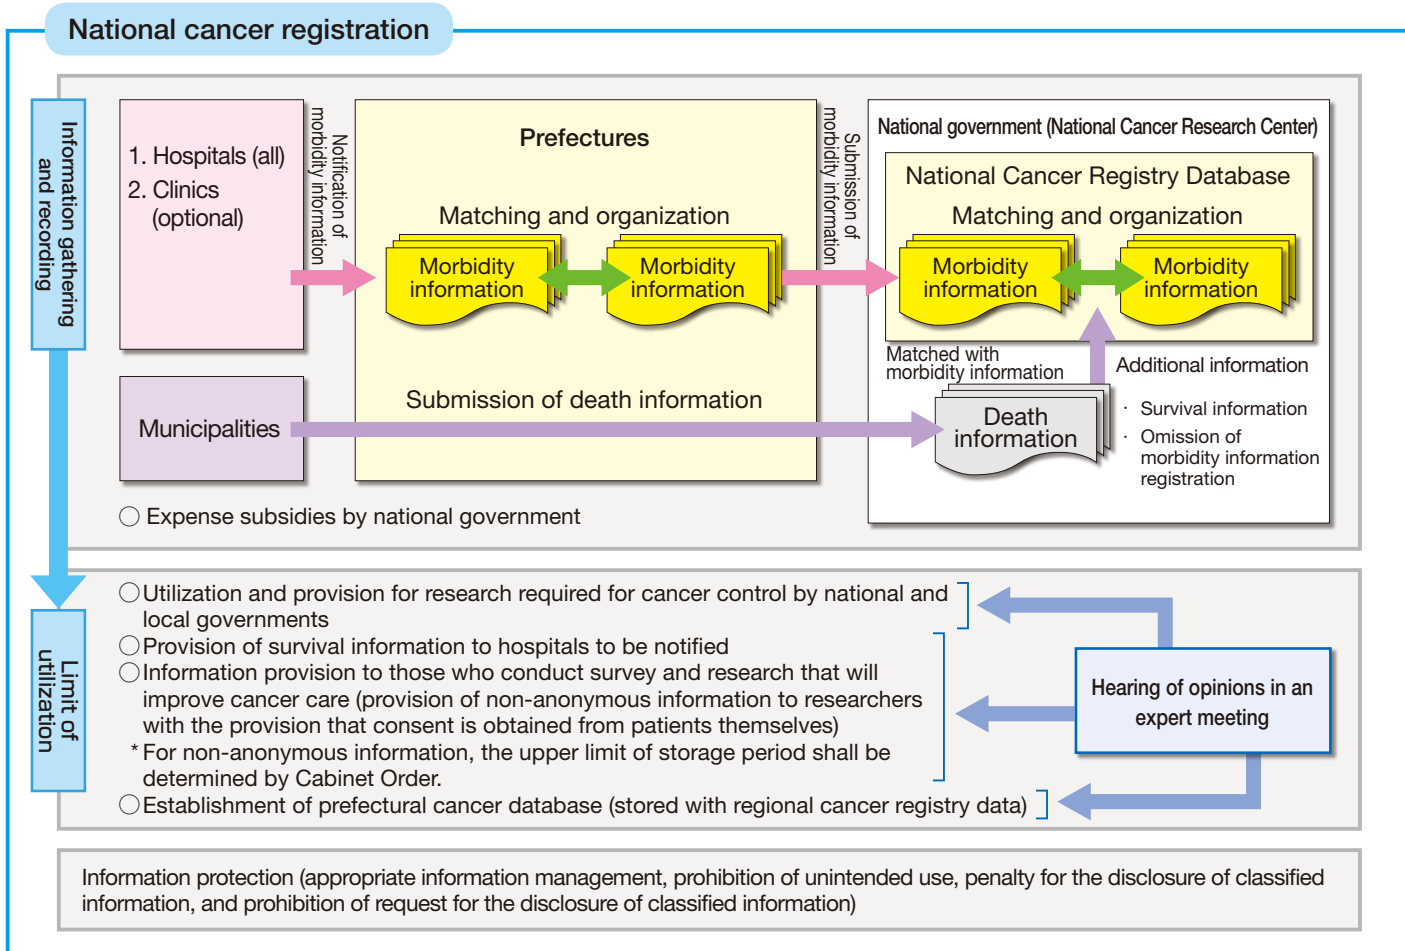 National cancer registration
Information gathering
and recording
1. Hospitals (all)
2. Clinics
(optional)
Notification of
morbidity information
Prefectures
Matching and organization
Morbidity
information
Morbidity
information
Submission of
morbidity information
National government (National Cancer Research Center)
National Cancer Registry Database
Matching and organization
Morbidity
information
Morbidity
information
Matched with
morbidity information
Additional information
· Survival information
· Omission of
morbidity information
registration
Municipalities
Submission of death information
Death
information
○ Expense subsidies by national government
Limit of
utilization
○Utilization and provision for research required for cancer control by national and
local governments
○Provision of survival information to hospitals to be notified
○Information provision to those who conduct survey and research that will
improve cancer care (provision of non-anonymous information to researchers
with the provision that consent is obtained from patients themselves)
* For non-anonymous information, the upper limit of storage period shall be
determined by Cabinet Order.
○Establishment of prefectural cancer database (stored with regional cancer registry data)
Hearing of opinions in an
expert meeting
Information protection (appropriate information management, prohibition of unintended use, penalty for the disclosure of classified
information, and prohibition of request for the disclosure of classified information)